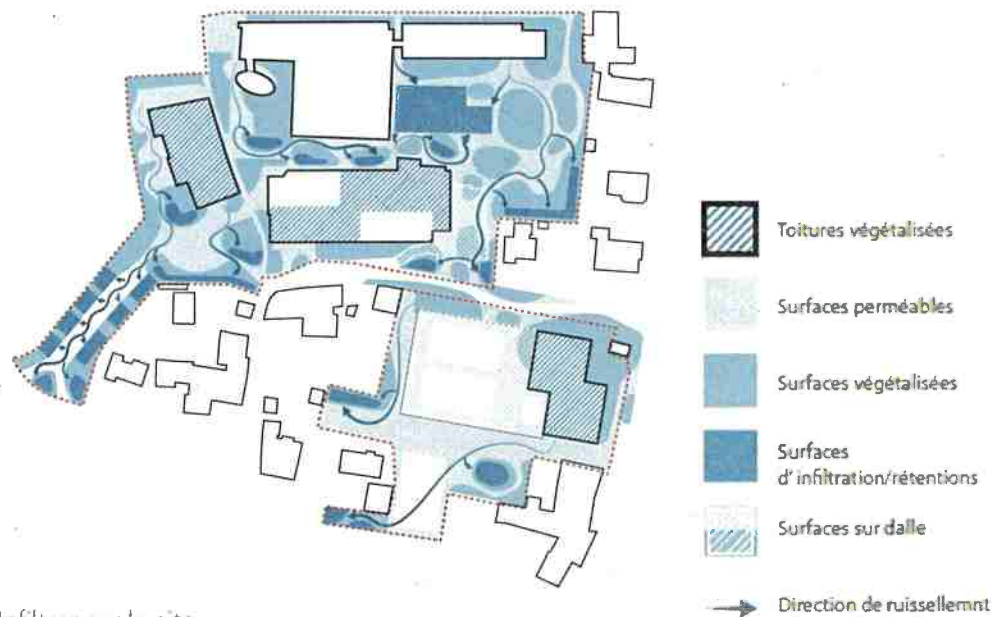 Toitures végétalisées
Surfaces perméables
Surfaces végétalisées
Surfaces
d'infiltration/rétentions
Surfaces sur dalle
Direction de ruissellemnt